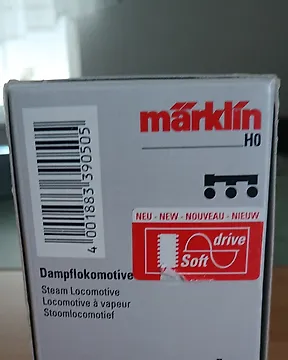 märklin
H0
4 001883 390505
NEU - NEW - NOUVEAU - NIEUW
drive
Soft
Dampflokomotive
Steam Locomotive
Locomotive à vapeur
Stoomlocomotief